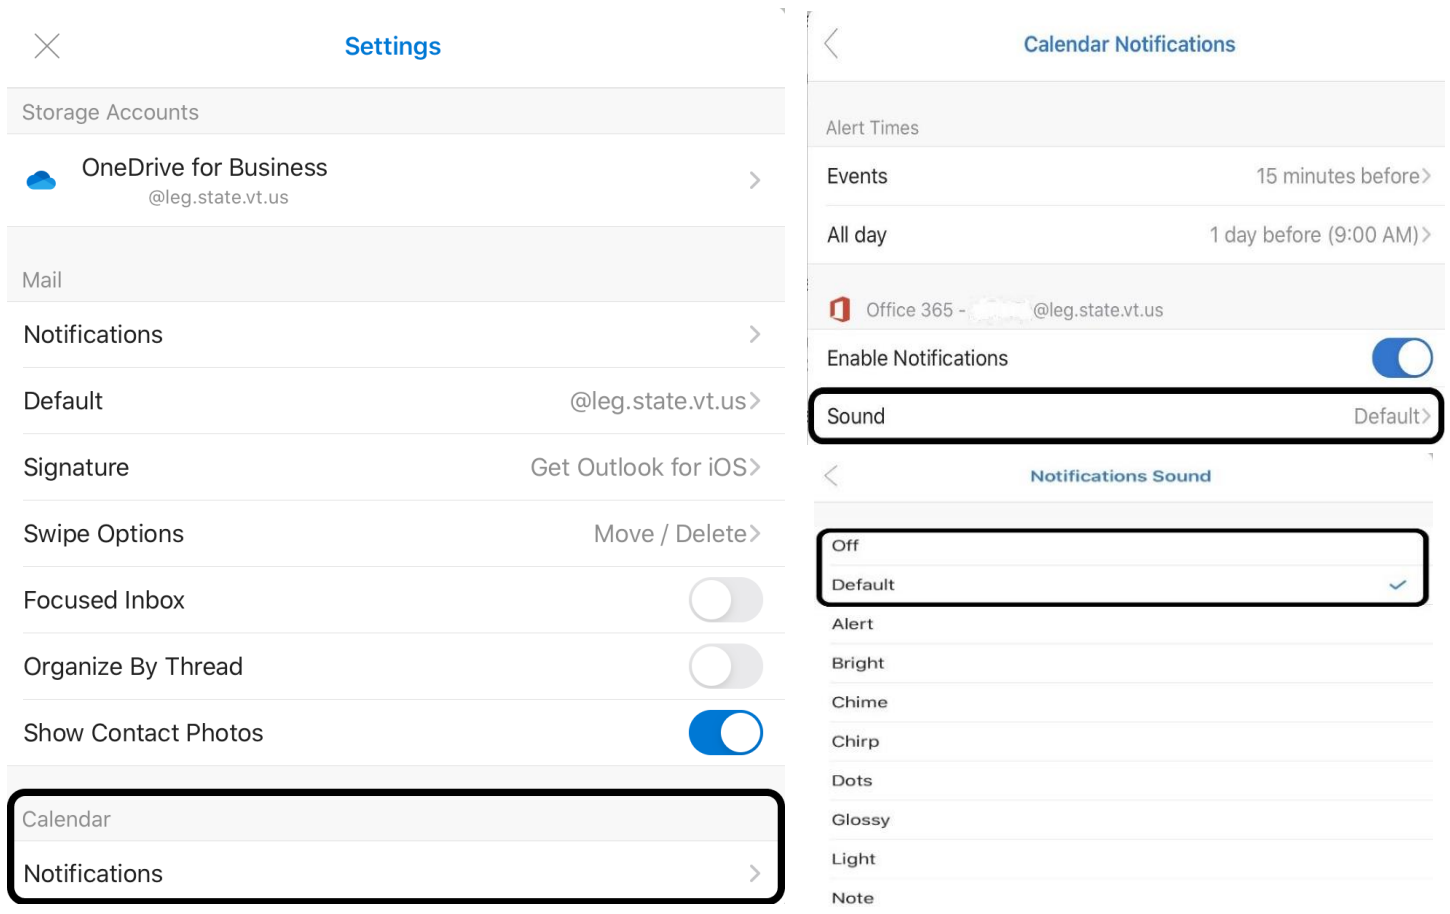 Settings
Storage Accounts
OneDrive for Business
@leg.state.vt.us
Mail
Notifications
Default @leg.state.vt.us
Signature Get Outlook for iOS
Swipe Options Move / Delete
Focused Inbox
Organize By Thread
Show Contact Photos
Calendar
Notifications
Calendar Notifications
Alert Times
Events 15 minutes before
All day 1 day before (9:00 AM)
Office 365 - @leg.state.vt.us
Enable Notifications
Sound Default
Notifications Sound
Off
Default
Alert
Bright
Chime
Chirp
Dots
Glossy
Light
Note